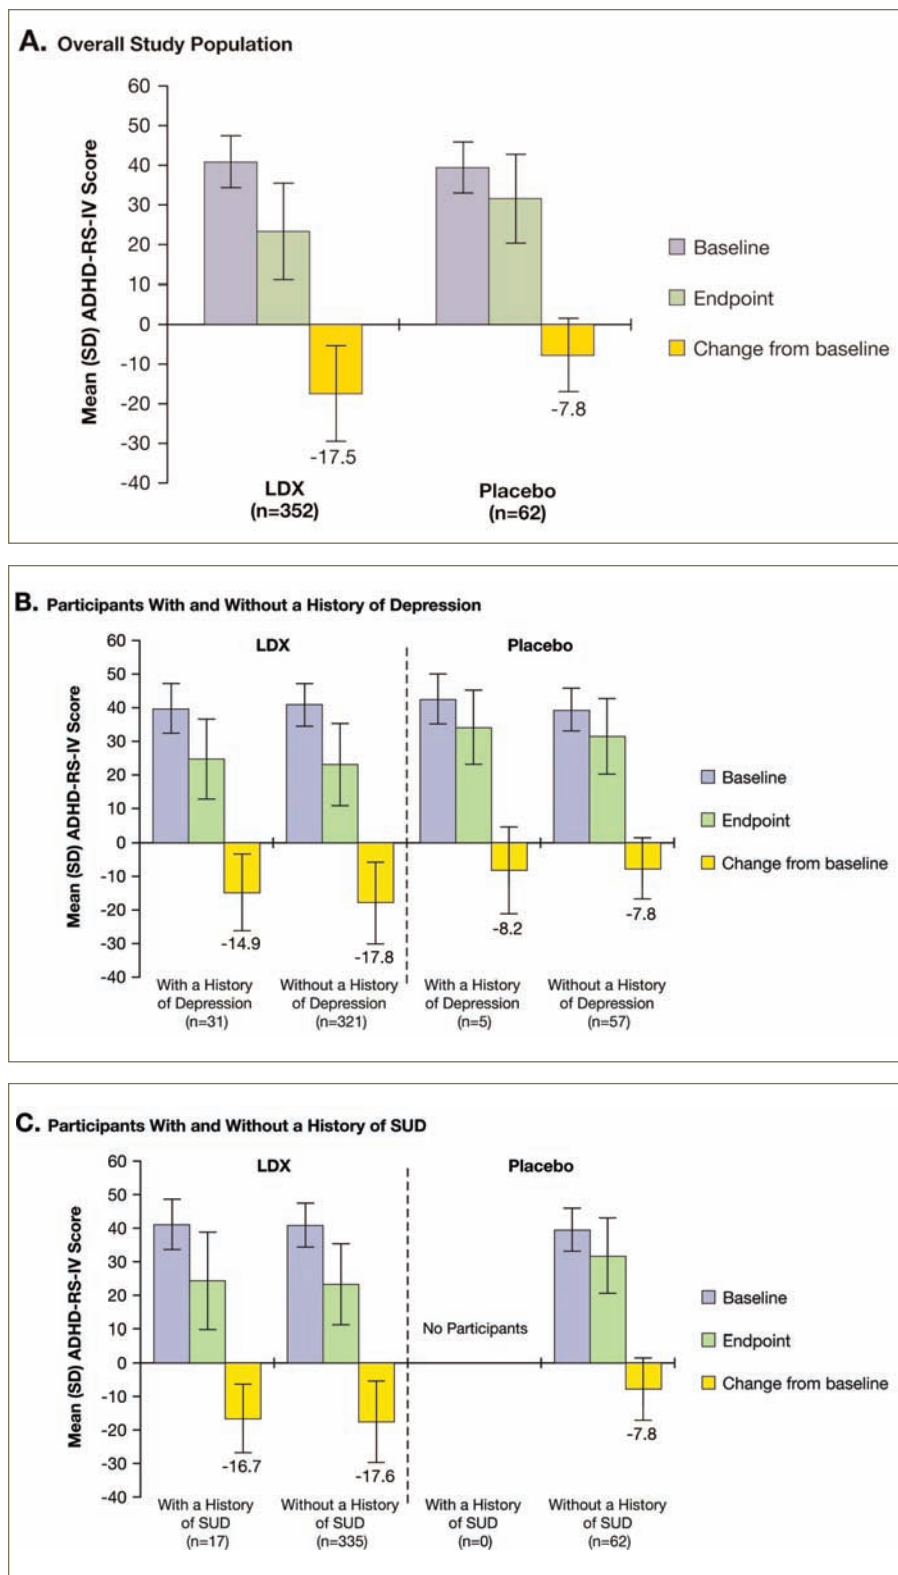 A. Overall Study Population
Mean (SD) ADHD-RS-IV Score
60
50
40
30
20
10
0
-10
-20
-30
-40
-17.5
-7.8
LDX
(n=352)
Placebo
(n=62)
Baseline
Endpoint
Change from baseline
B. Participants With and Without a History of Depression
Mean (SD) ADHD-RS-IV Score
60
50
40
30
20
10
0
-10
-20
-30
-40
LDX
Placebo
-14.9
-17.8
-8.2
-7.8
With a History
of Depression
(n=31)
Without a History
of Depression
(n=321)
With a History
of Depression
(n=5)
Without a History
of Depression
(n=57)
Baseline
Endpoint
Change from baseline
C. Participants With and Without a History of SUD
Mean (SD) ADHD-RS-IV Score
60
50
40
30
20
10
0
-10
-20
-30
-40
LDX
Placebo
No Participants
-16.7
-17.6
-7.8
With a History
of SUD
(n=17)
Without a History
of SUD
(n=335)
With a History
of SUD
(n=0)
Without a History
of SUD
(n=62)
Baseline
Endpoint
Change from baseline